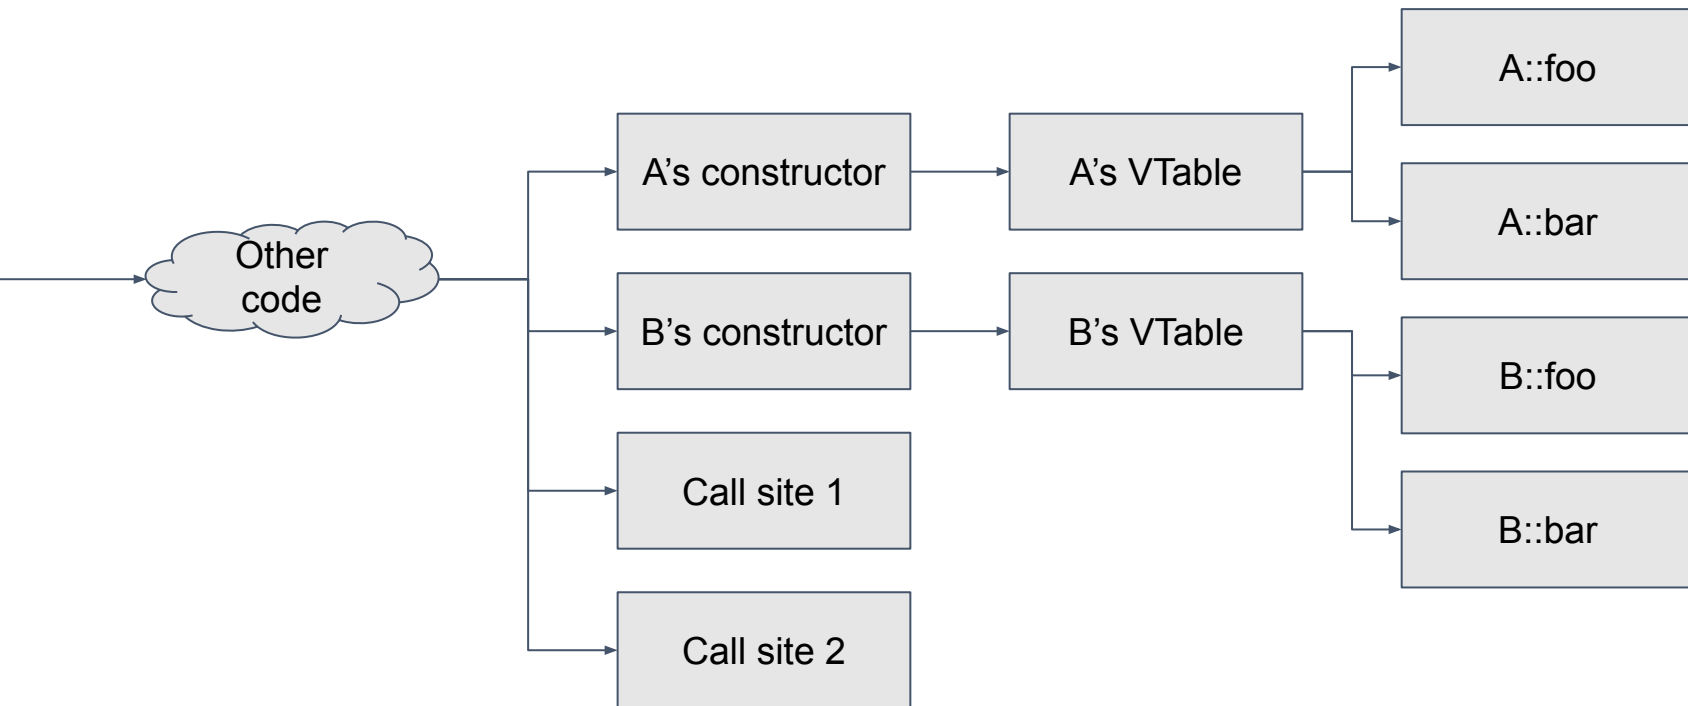 Other
code
A’s constructor
B’s constructor
Call site 1
Call site 2
A’s VTable
B’s VTable
A::foo
A::bar
B::foo
B::bar